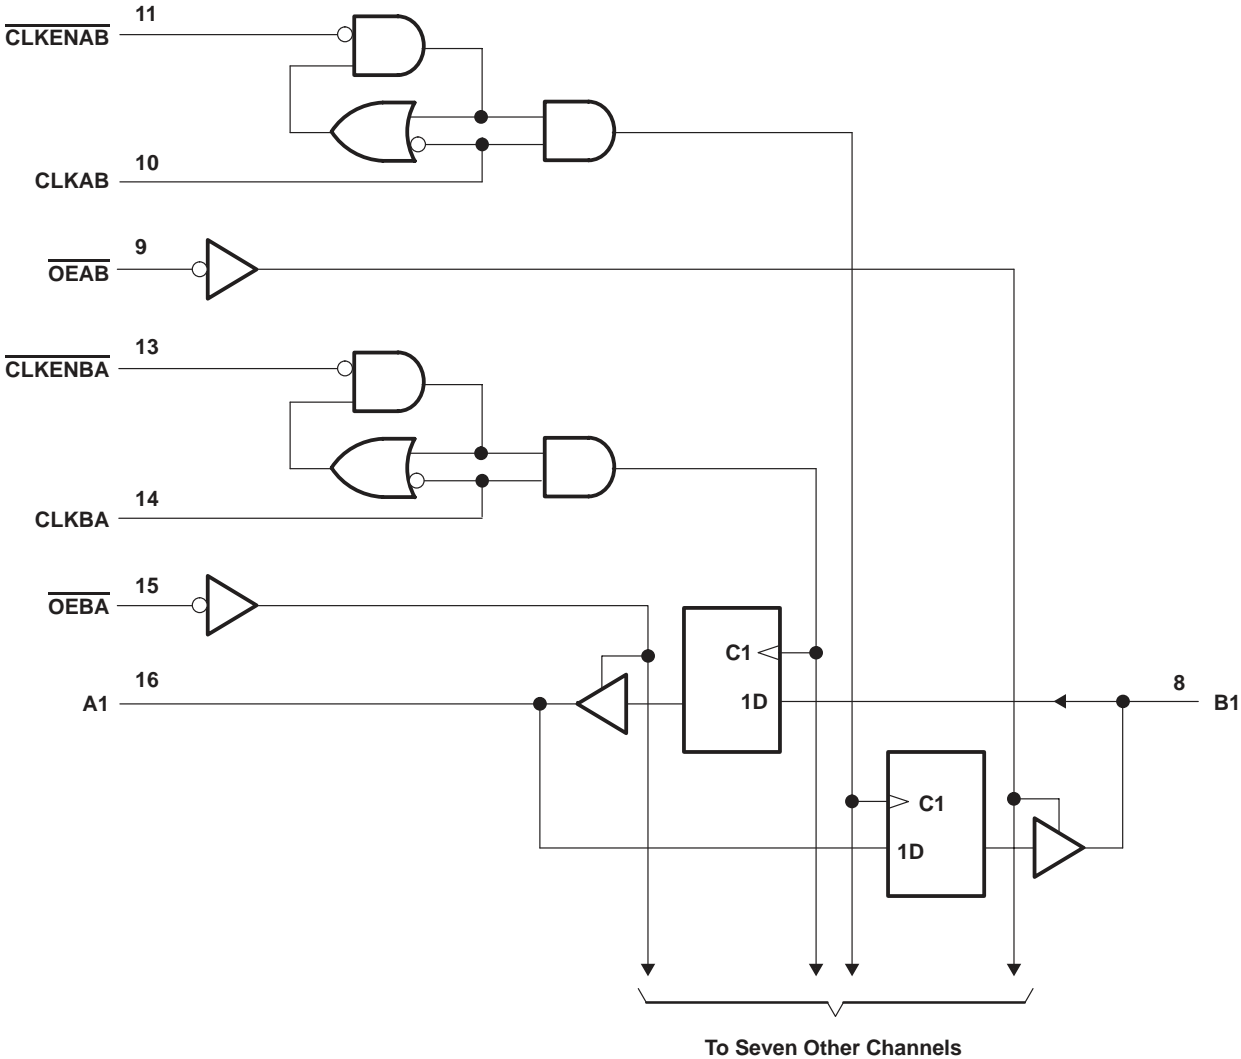 11
CLKENAB
10
CLKAB
9
OEAB
13
CLKENBA
14
CLKBA
15
OEBA
C1
16
8
A1
1D
B1
C1
1D
To Seven Other Channels